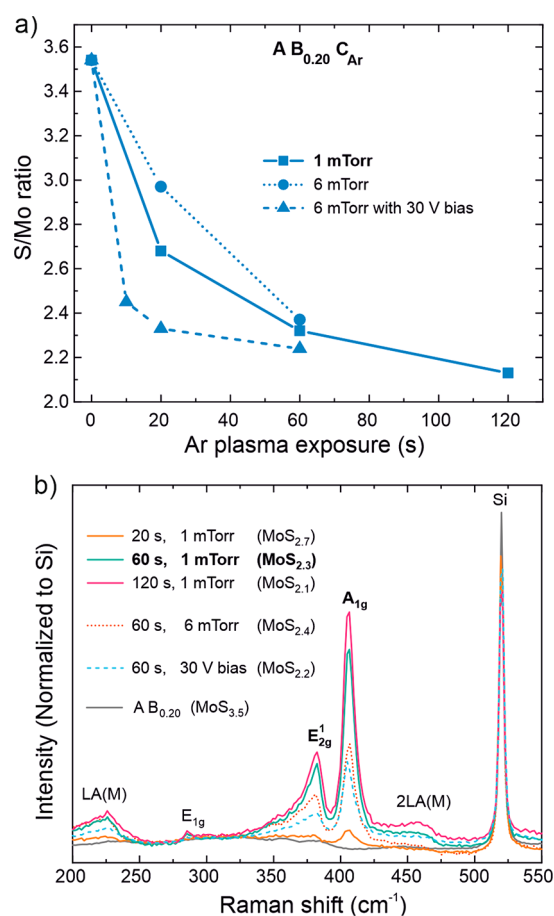 a)
A B0.20 CAr
3.6
3.4
3.2
3.0
2.8
2.6
2.4
2.2
2.0
S/Mo ratio
1 mTorr
6 mTorr
6 mTorr with 30 V bias
0 20 40 60 80 100 120
Ar plasma exposure (s)
b)
Intensity (Normalized to Si)
Si
20 s, 1 mTorr (MoS2.7)
60 s, 1 mTorr (MoS2.3)
120 s, 1 mTorr (MoS2.1)
60 s, 6 mTorr (MoS2.4)
60 s, 30 V bias (MoS2.2)
A B0.20 (MoS3.5)
A1g
E12g
LA(M)
E1g
2LA(M)
200 250 300 350 400 450 500 550
Raman shift (cm-1)